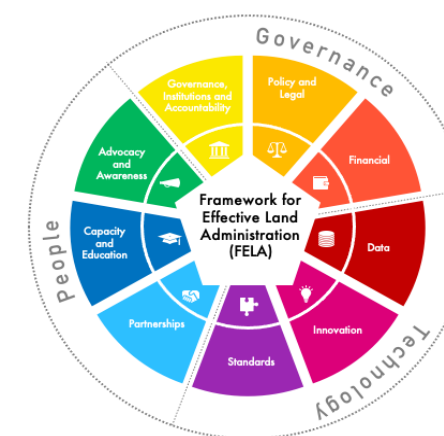 Governance
Governance,
Institutions and
Accountability
Policy and
Legal
Financial
Advocacy
and
Awareness
Framework for
Effective Land
Administration
(FELA)
People
Capacity
and
Education
Data
Partnerships
Standards
Innovation
Technology